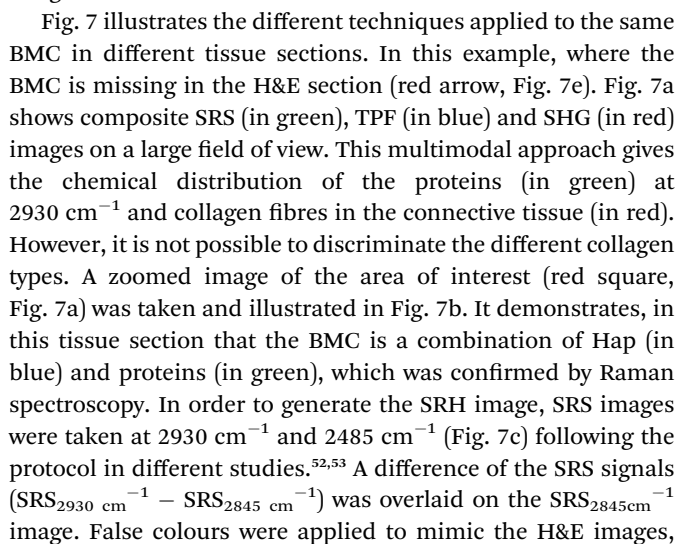 Fig. 7 illustrates the different techniques applied to the same
BMC in different tissue sections. In this example, where the
BMC is missing in the H&E section (red arrow, Fig. 7e). Fig. 7a
shows composite SRS (in green), TPF (in blue) and SHG (in red)
images on a large field of view. This multimodal approach gives
the chemical distribution of the proteins (in green) at
2930 cm⁻¹ and collagen fibres in the connective tissue (in red).
However, it is not possible to discriminate the different collagen
types. A zoomed image of the area of interest (red square,
Fig. 7a) was taken and illustrated in Fig. 7b. It demonstrates, in
this tissue section that the BMC is a combination of Hap (in
blue) and proteins (in green), which was confirmed by Raman
spectroscopy. In order to generate the SRH image, SRS images
were taken at 2930 cm⁻¹ and 2485 cm⁻¹ (Fig. 7c) following the
protocol in different studies.⁵²,⁵³ A difference of the SRS signals
(SRS₂₉₃₀ cm⁻¹ − SRS₂₈₄₅ cm⁻¹) was overlaid on the SRS₂₈₄₅cm⁻¹
image. False colours were applied to mimic the H&E images,